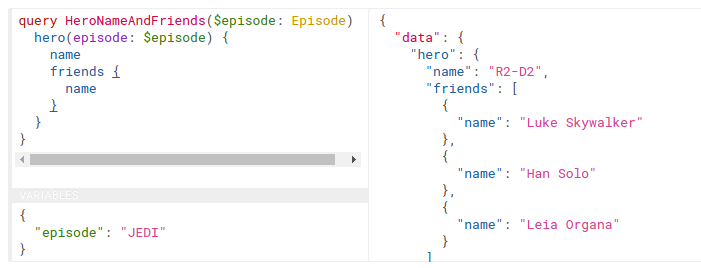 query HeroNameAndFriends($episode: Episode)
  hero(episode: $episode) {
    name
    friends {
      name
    }
  }
}
VARIABLES
{
  "episode": "JEDI"
}
{
  "data": {
    "hero": {
      "name": "R2-D2",
      "friends": [
        {
          "name": "Luke Skywalker"
        },
        {
          "name": "Han Solo"
        },
        {
          "name": "Leia Organa"
        }
      ]